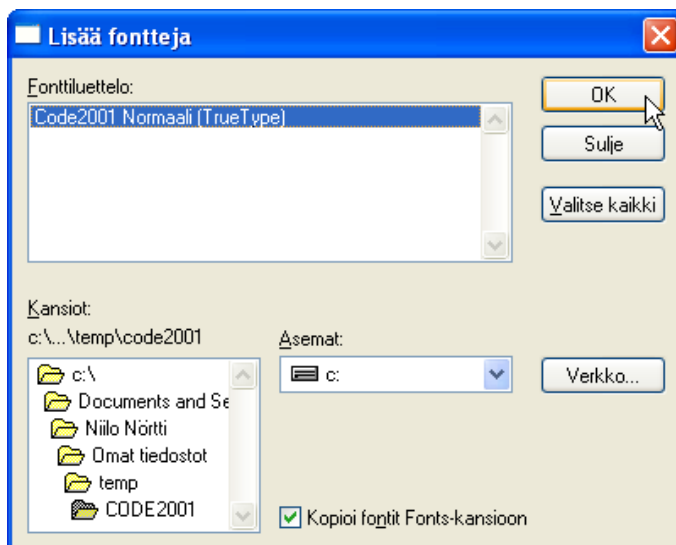 Lisää fontteja
Fonttiluettelo:
Code2001 Normaali (TrueType)
OK
Sulje
Valitse kaikki
Kansiot:
c:\...\temp\code2001
c:\
Documents and Se
Niilo Nörtti
Omat tiedostot
temp
CODE2001
Asemat:
c:
Verkko...
Kopioi fontit Fonts-kansioon